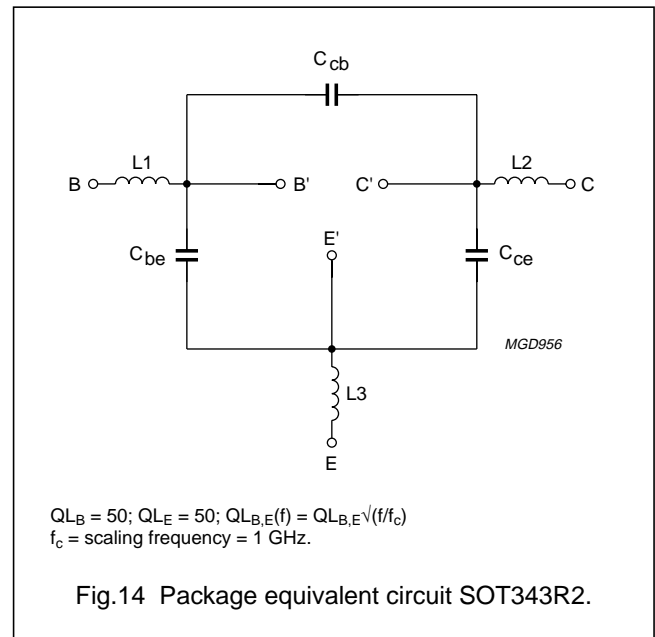 Ccb
L1
L2
B
B'
C'
C
E'
Cbe
Cce
MGD956
L3
E
QLB = 50; QLE = 50; QLB,E(f) = QLB,E√(f/fc)
fc = scaling frequency = 1 GHz.
Fig.14 Package equivalent circuit SOT343R2.